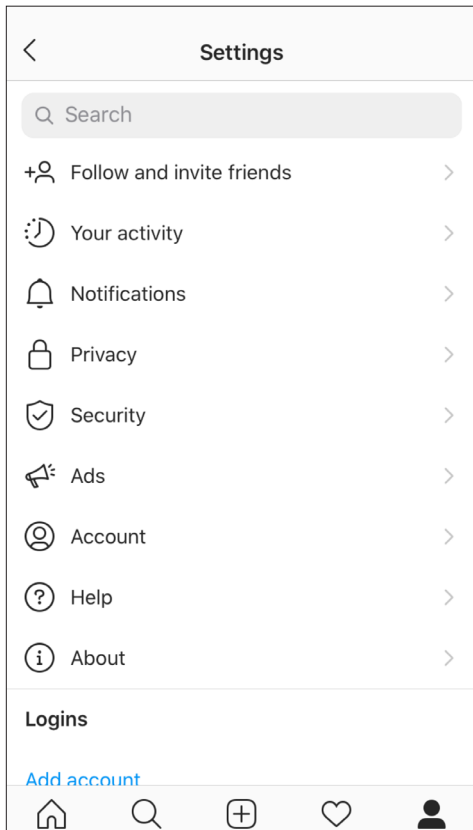 Settings
Search
Follow and invite friends
Your activity
Notifications
Privacy
Security
Ads
Account
Help
About
Logins
Add account